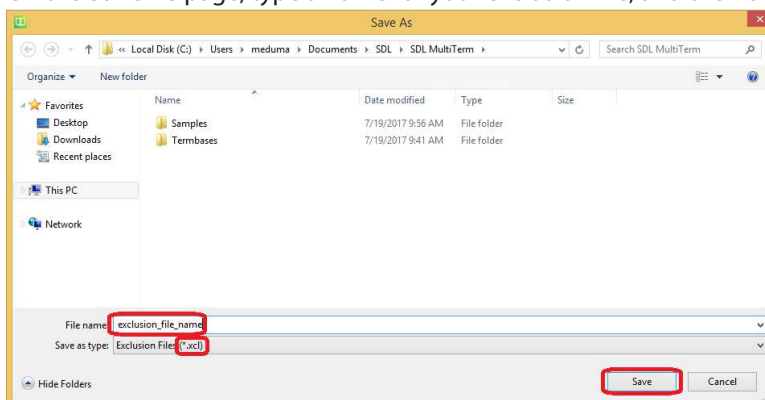 Save As
« Local Disk (C:) ▸ Users ▸ meduma ▸ Documents ▸ SDL ▸ SDL MultiTerm ▸
Search SDL MultiTerm
Organize ▾ New folder
Name Date modified Type Size
Favorites
Desktop
Downloads
Recent places
This PC
Network
Samples 7/19/2017 9:56 AM File folder
Termbases 7/19/2017 9:41 AM File folder
File name: exclusion_file_name
Save as type: Exclusion Files (*.xcl)
Hide Folders
Save Cancel